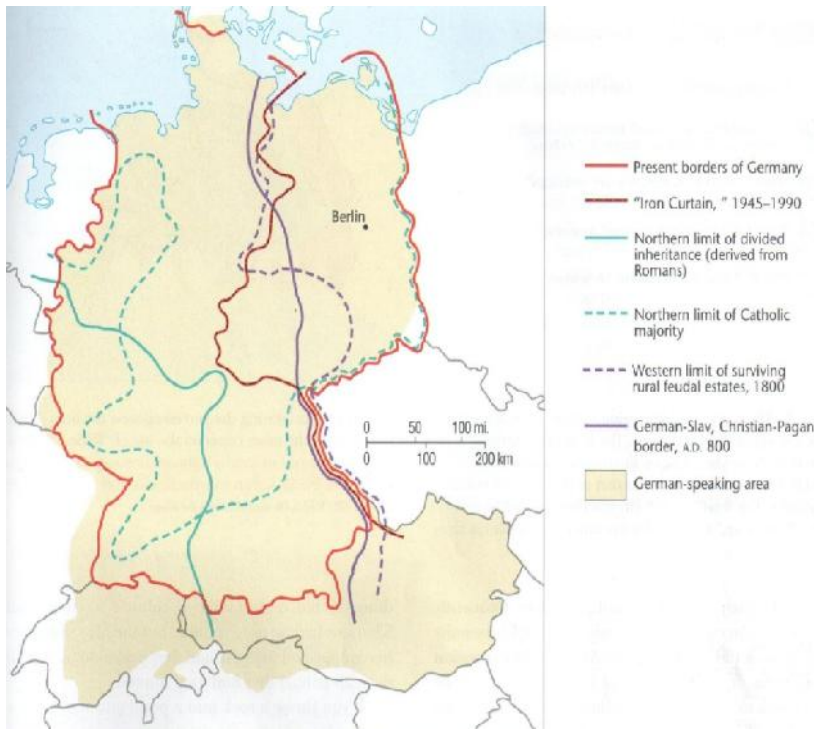 Berlin
0 50 100 mi.
0 100 200 km
Present borders of Germany
"Iron Curtain, " 1945–1990
Northern limit of divided
inheritance (derived from
Romans)
Northern limit of Catholic
majority
Western limit of surviving
rural feudal estates, 1800
German-Slav, Christian-Pagan
border, A.D. 800
German-speaking area